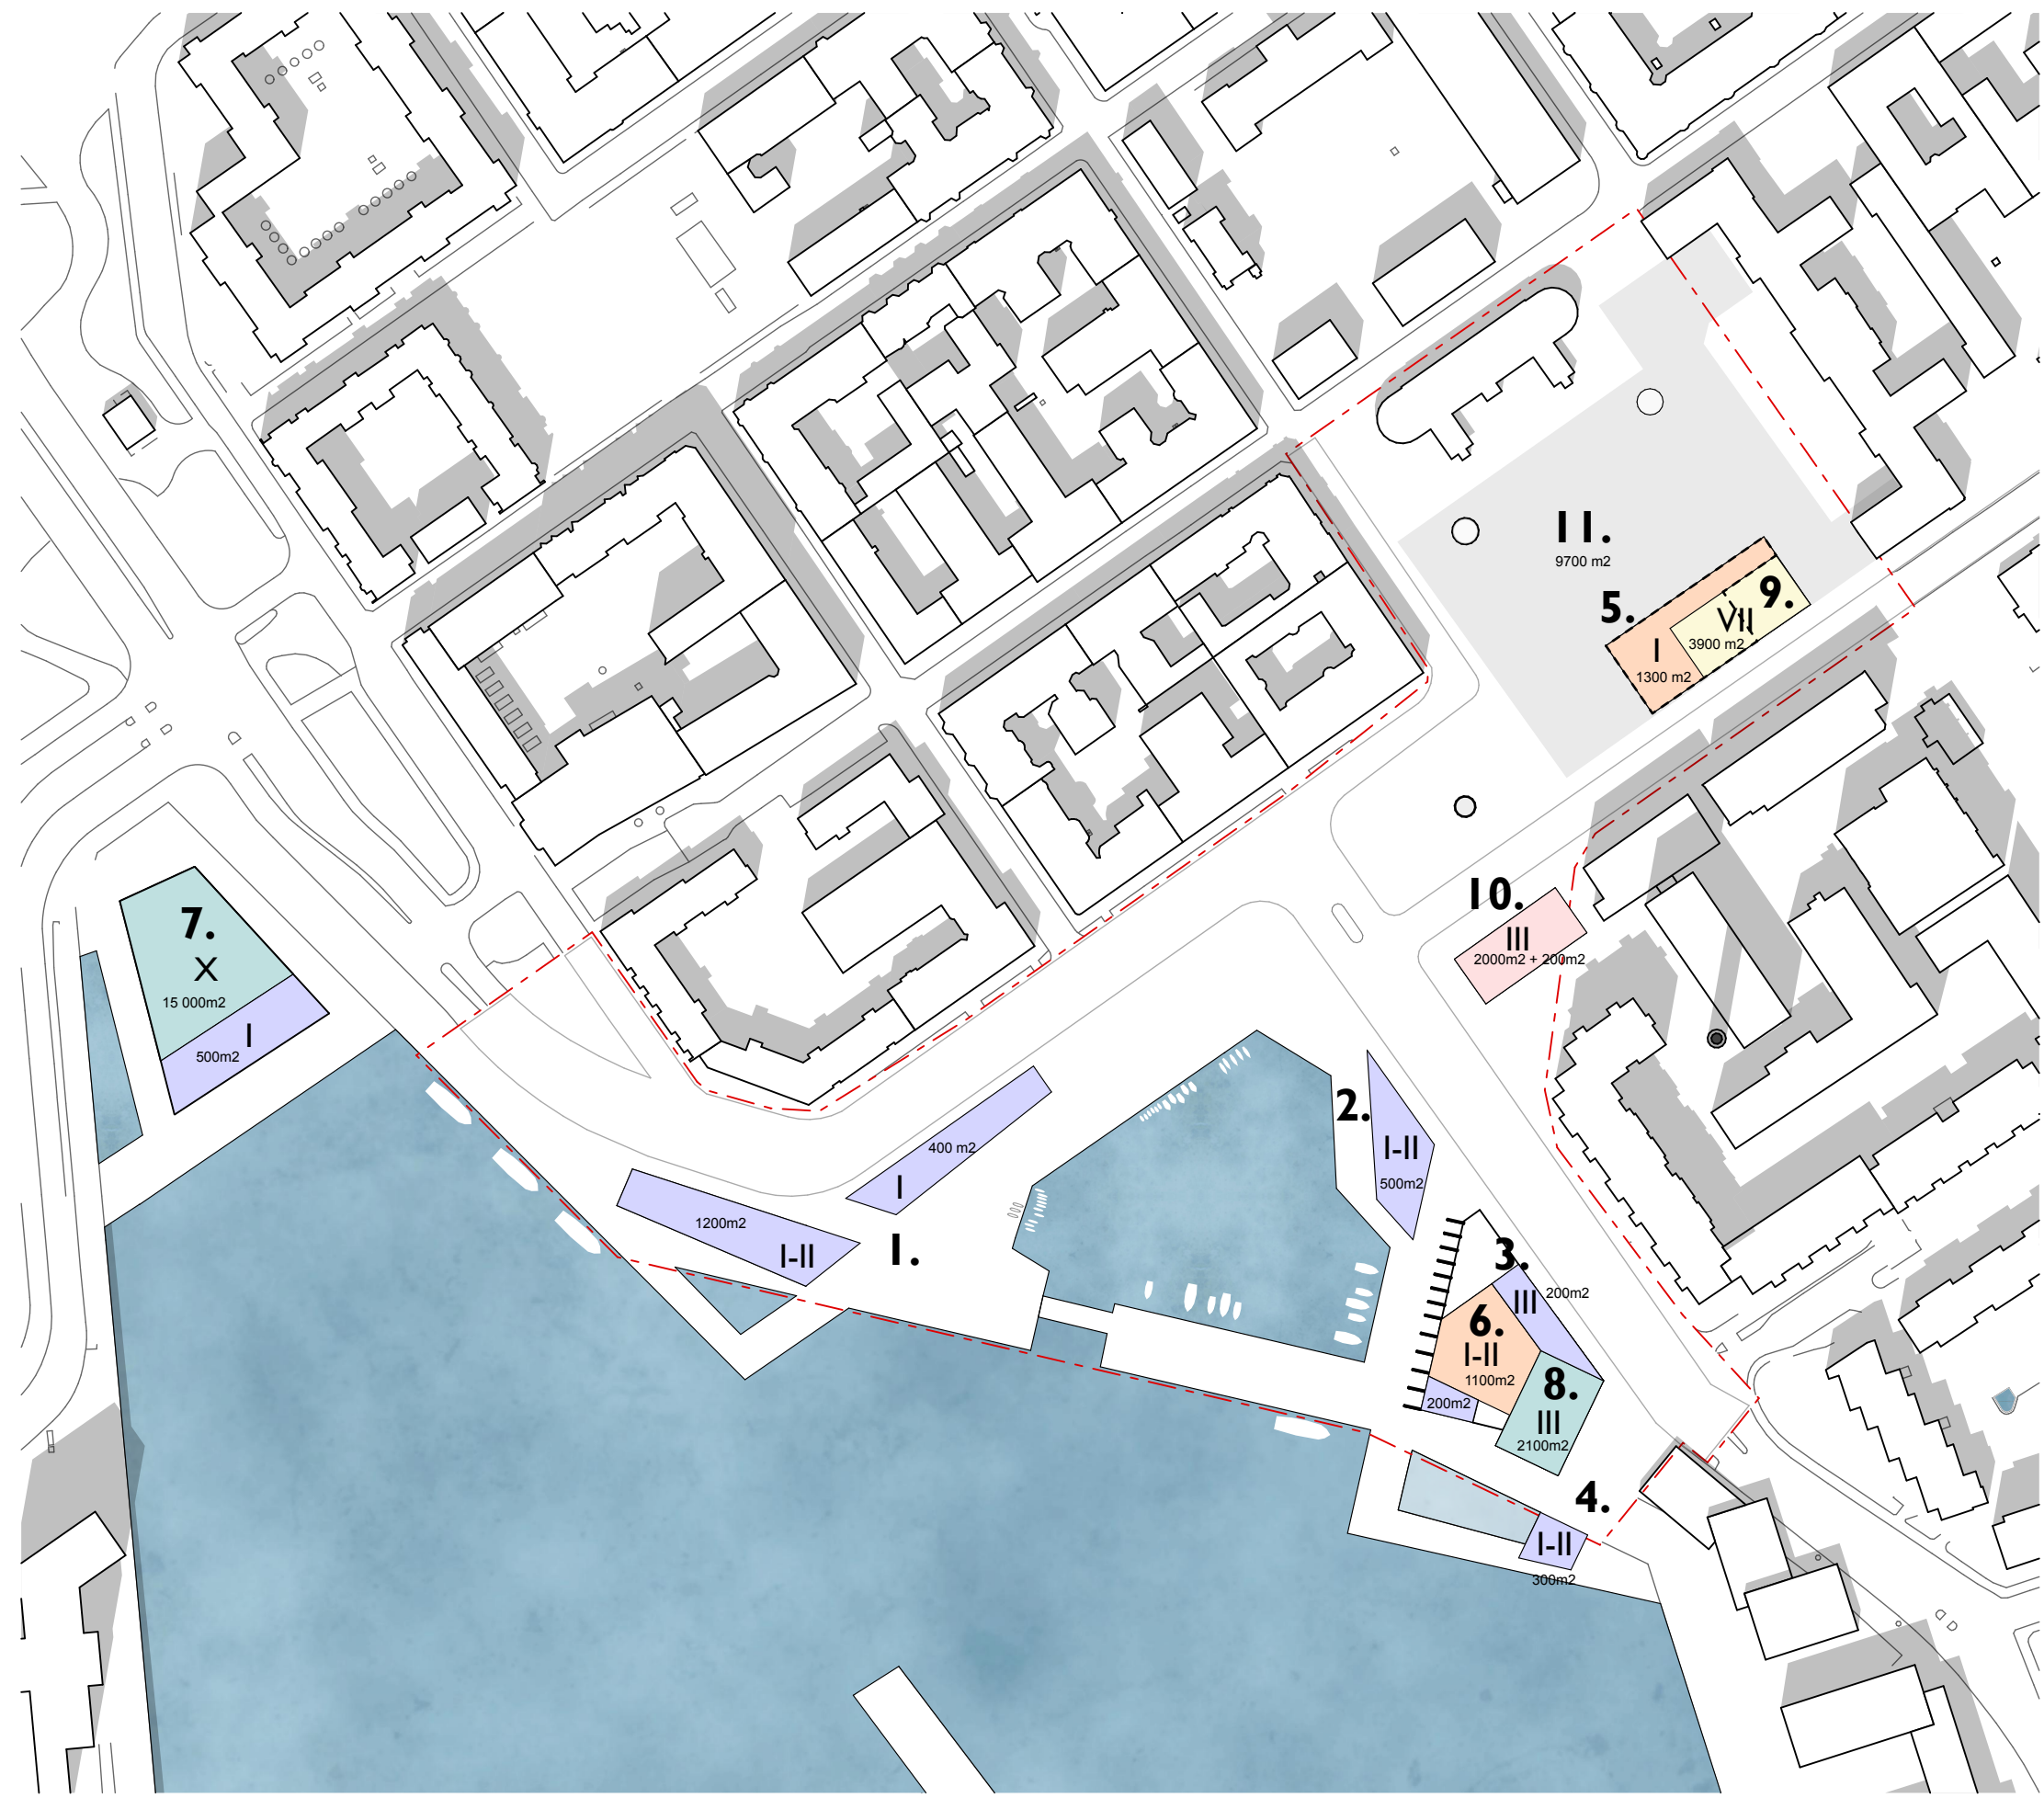 11.
9700 m2
5.
9.
VII
3900 m2
I
1300 m2
10.
III
2000m2 + 200m2
7.
X
15 000m2
I
500m2
2.
I-II
500m2
400 m2
I
1200m2
I-II
1.
3.
III
200m2
6.
I-II
1100m2
8.
III
2100m2
200m2
4.
I-II
300m2